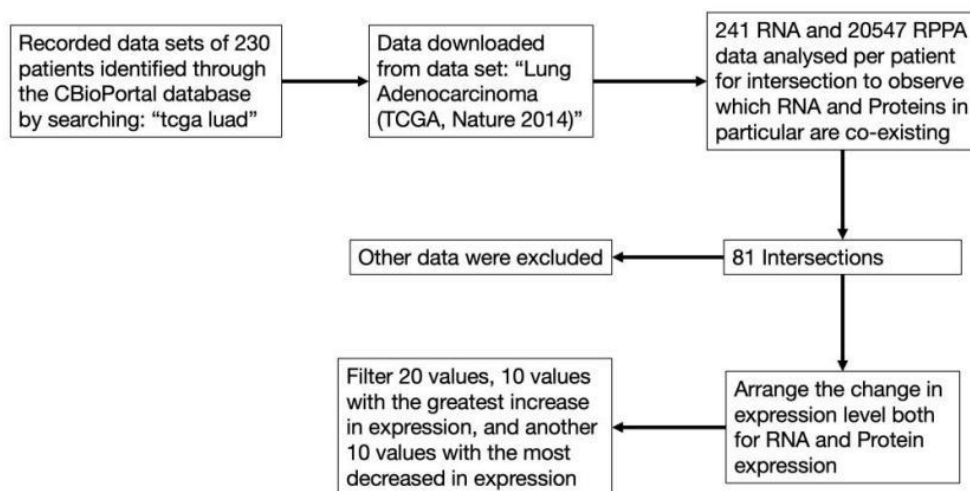 Recorded data sets of 230
patients identified through
the CBioPortal database
by searching: “tcga luad”
Data downloaded
from data set: “Lung
Adenocarcinoma
(TCGA, Nature 2014)”
241 RNA and 20547 RPPA
data analysed per patient
for intersection to observe
which RNA and Proteins in
particular are co-existing
Other data were excluded
81 Intersections
Filter 20 values, 10 values
with the greatest increase
in expression, and another
10 values with the most
decreased in expression
Arrange the change in
expression level both
for RNA and Protein
expression